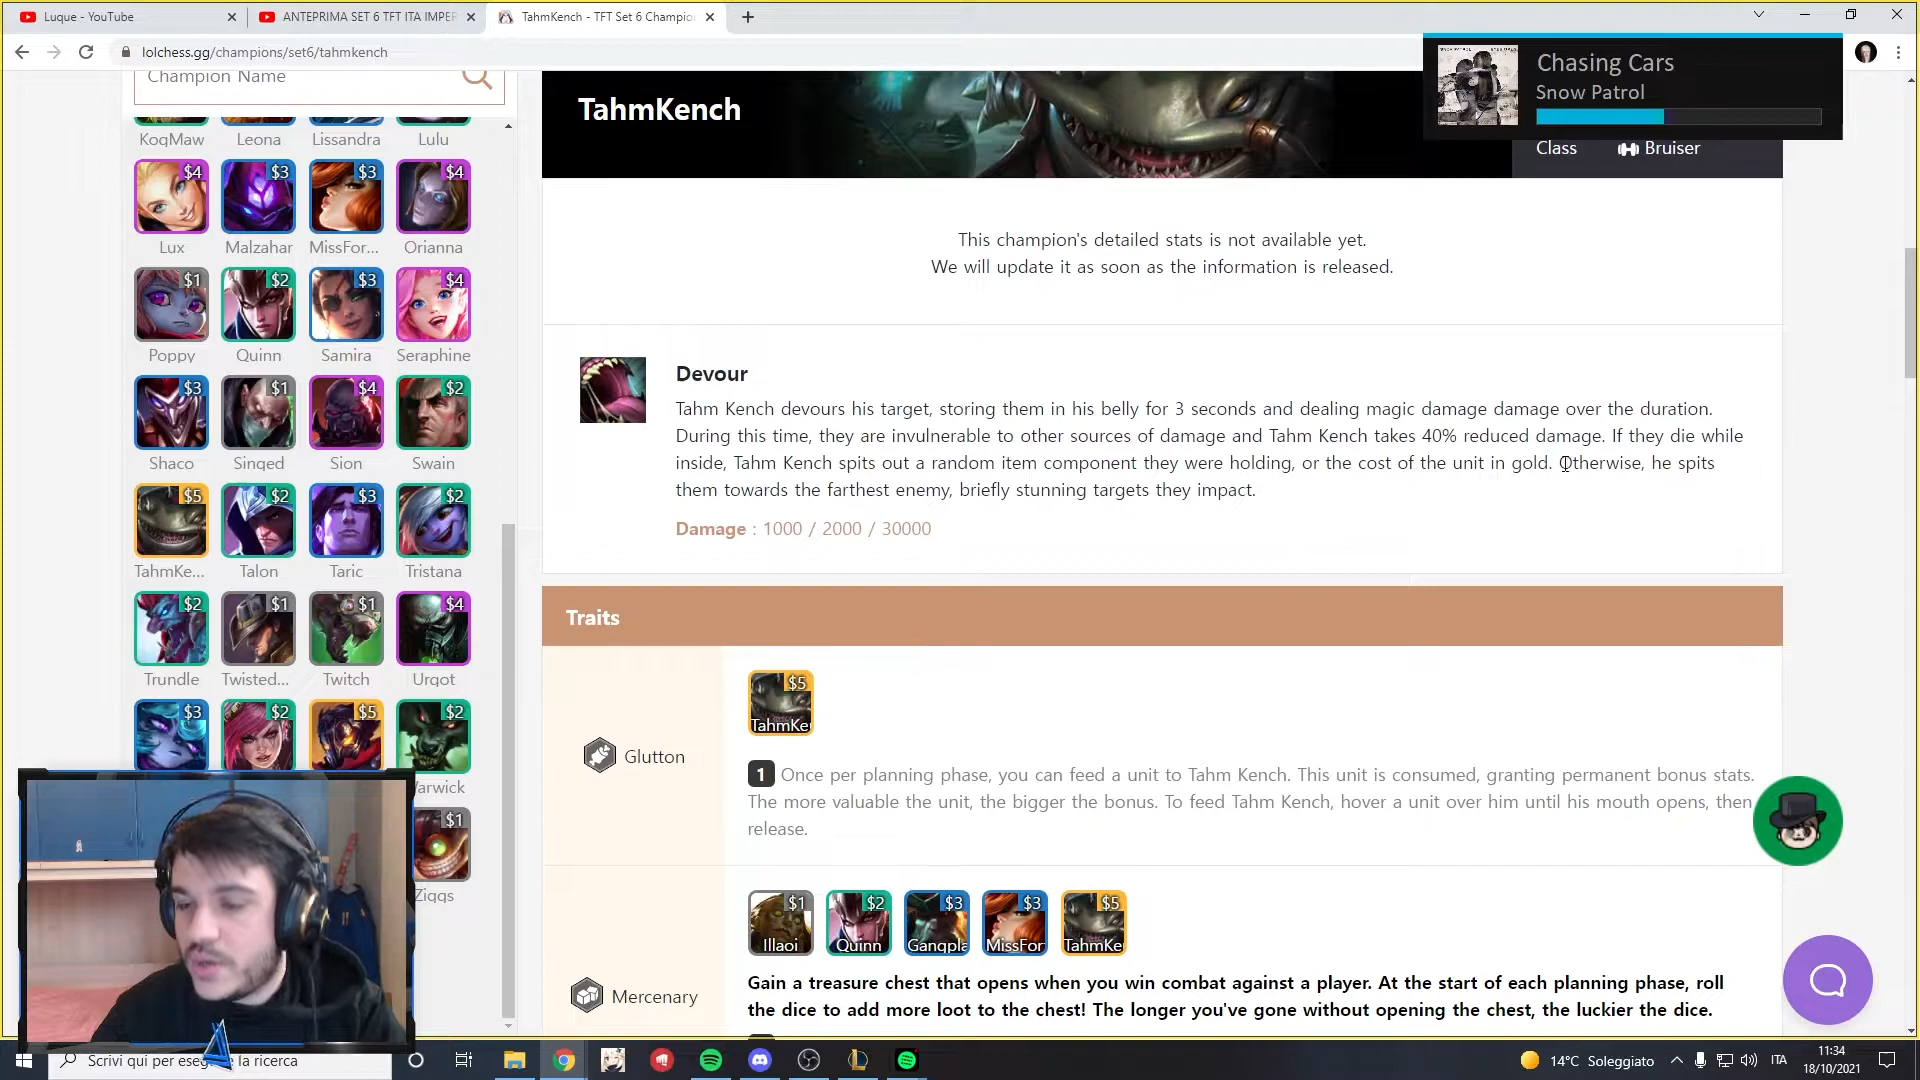 Luque - YouTube
ANTEPRIMA SET 6 TFT ITA IMPER
TahmKench - TFT Set 6 Champio
lolchess.gg/champions/set6/tahmkench
Chasing Cars
Snow Patrol
Champion Name
TahmKench
Class
Bruiser
KogMaw
Leona
Lissandra
Lulu
$4
$3
$3
$4
Lux
Malzahar
MissFor...
Orianna
$1
$2
$3
$4
Poppy
Quinn
Samira
Seraphine
$3
$1
$4
$2
Shaco
Singed
Sion
Swain
$5
$2
$3
$2
TahmKe...
Talon
Taric
Tristana
$2
$1
$1
$4
Trundle
Twisted...
Twitch
Urgot
$3
$2
$5
$2
arwick
$1
Ziggs
This champion's detailed stats is not available yet.
We will update it as soon as the information is released.
Devour
Tahm Kench devours his target, storing them in his belly for 3 seconds and dealing magic damage damage over the duration.
During this time, they are invulnerable to other sources of damage and Tahm Kench takes 40% reduced damage. If they die while
inside, Tahm Kench spits out a random item component they were holding, or the cost of the unit in gold. Otherwise, he spits
them towards the farthest enemy, briefly stunning targets they impact.
Damage : 1000 / 2000 / 30000
Traits
$5
TahmKe
Glutton
1 Once per planning phase, you can feed a unit to Tahm Kench. This unit is consumed, granting permanent bonus stats.
The more valuable the unit, the bigger the bonus. To feed Tahm Kench, hover a unit over him until his mouth opens, then
release.
$1
$2
$3
$3
$5
Illaoi
Quinn
Gangpla
MissFor
TahmKe
Mercenary
Gain a treasure chest that opens when you win combat against a player. At the start of each planning phase, roll
the dice to add more loot to the chest! The longer you've gone without opening the chest, the luckier the dice.
Scrivi qui per ese
la ricerca
14°C Soleggiato
ITA
11:34
18/10/2021